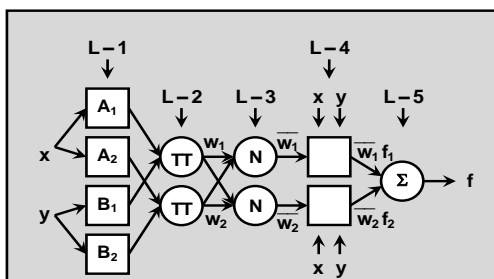 L-1
L-4
L-2
L-3
x y
L-5
A₁
w₁
w̅₁
w̅₁ f₁
x
A₂
TT
N
Σ
f
y
B₁
TT
N
w₂
w̅₂
w̅₂ f₂
B₂
x y